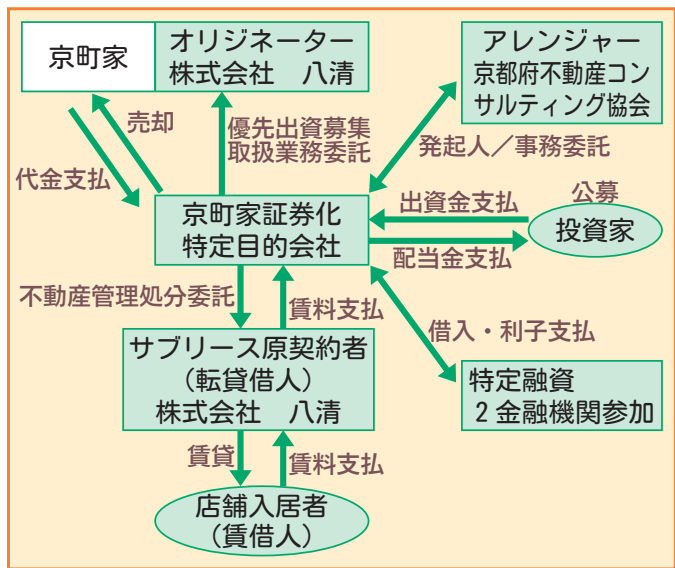 京町家
オリジネーター
株式会社　八清
アレンジャー
京都府不動産コン
サルティング協会
売却
代金支払
優先出資募集
取扱業務委託
発起人／事務委託
京町家証券化
特定目的会社
出資金支払
公募
投資家
配当金支払
不動産管理処分委託
賃料支払
借入・利子支払
サブリース原契約者
（転貸借人）
株式会社　八清
特定融資
２金融機関参加
賃貸
賃料支払
店舗入居者
（賃借人）